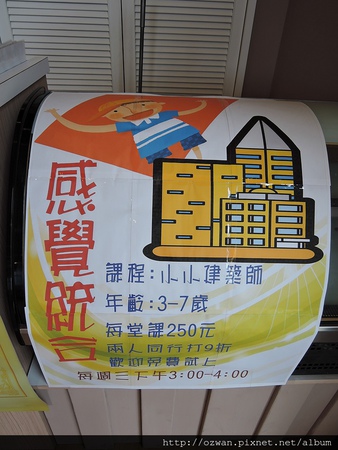 感覺統合
課程:小小建築師
年齡:3-7歲
每堂課250元
兩人同行打9折
歡迎免費試上
每週三下午3:00-4:00
http://ozwan.pixnet.net/album